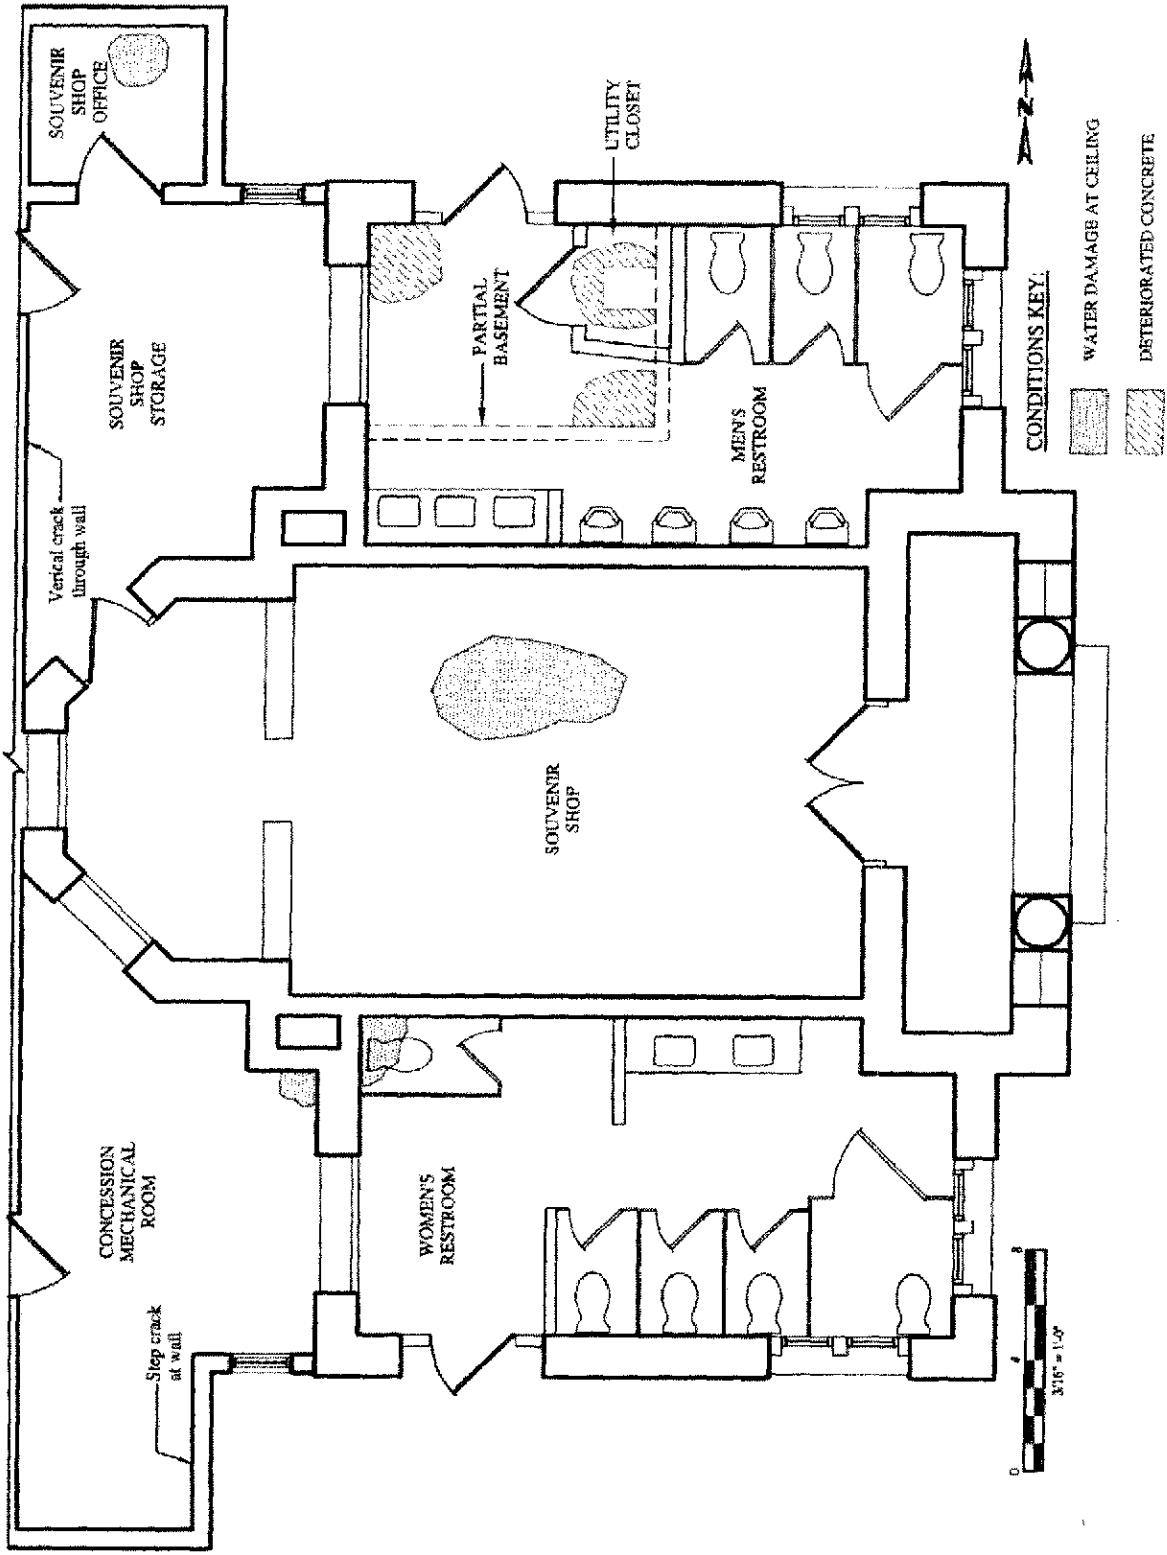 SOUVENIR
SHOP
OFFICE
UTILITY
CLOSET
SOUVENIR
SHOP
STORAGE
PARTIAL
BASEMENT
Verical crack
through wall
MEN'S
RESTROOM
SOUVENIR
SHOP
CONCESSION
MECHANICAL
ROOM
WOMEN'S
RESTROOM
Step crack
at wall
N
CONDITIONS KEY:
WATER DAMAGE AT CEILING
DETERIORATED CONCRETE
0 4 8
3/16" = 1'-0"